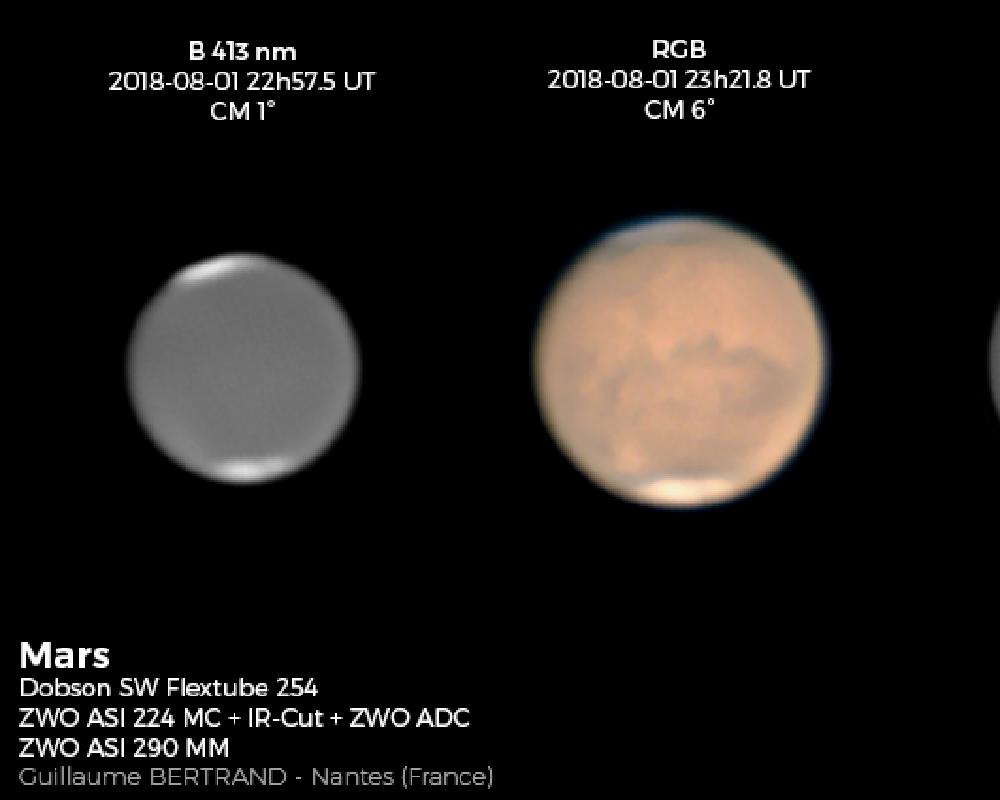 B 413 nm
2018-08-01 22h57.5 UT
CM 1°
RGB
2018-08-01 23h21.8 UT
CM 6°
Mars
Dobson SW Flextube 254
ZWO ASI 224 MC + IR-Cut + ZWO ADC
ZWO ASI 290 MM
Guillaume BERTRAND - Nantes (France)